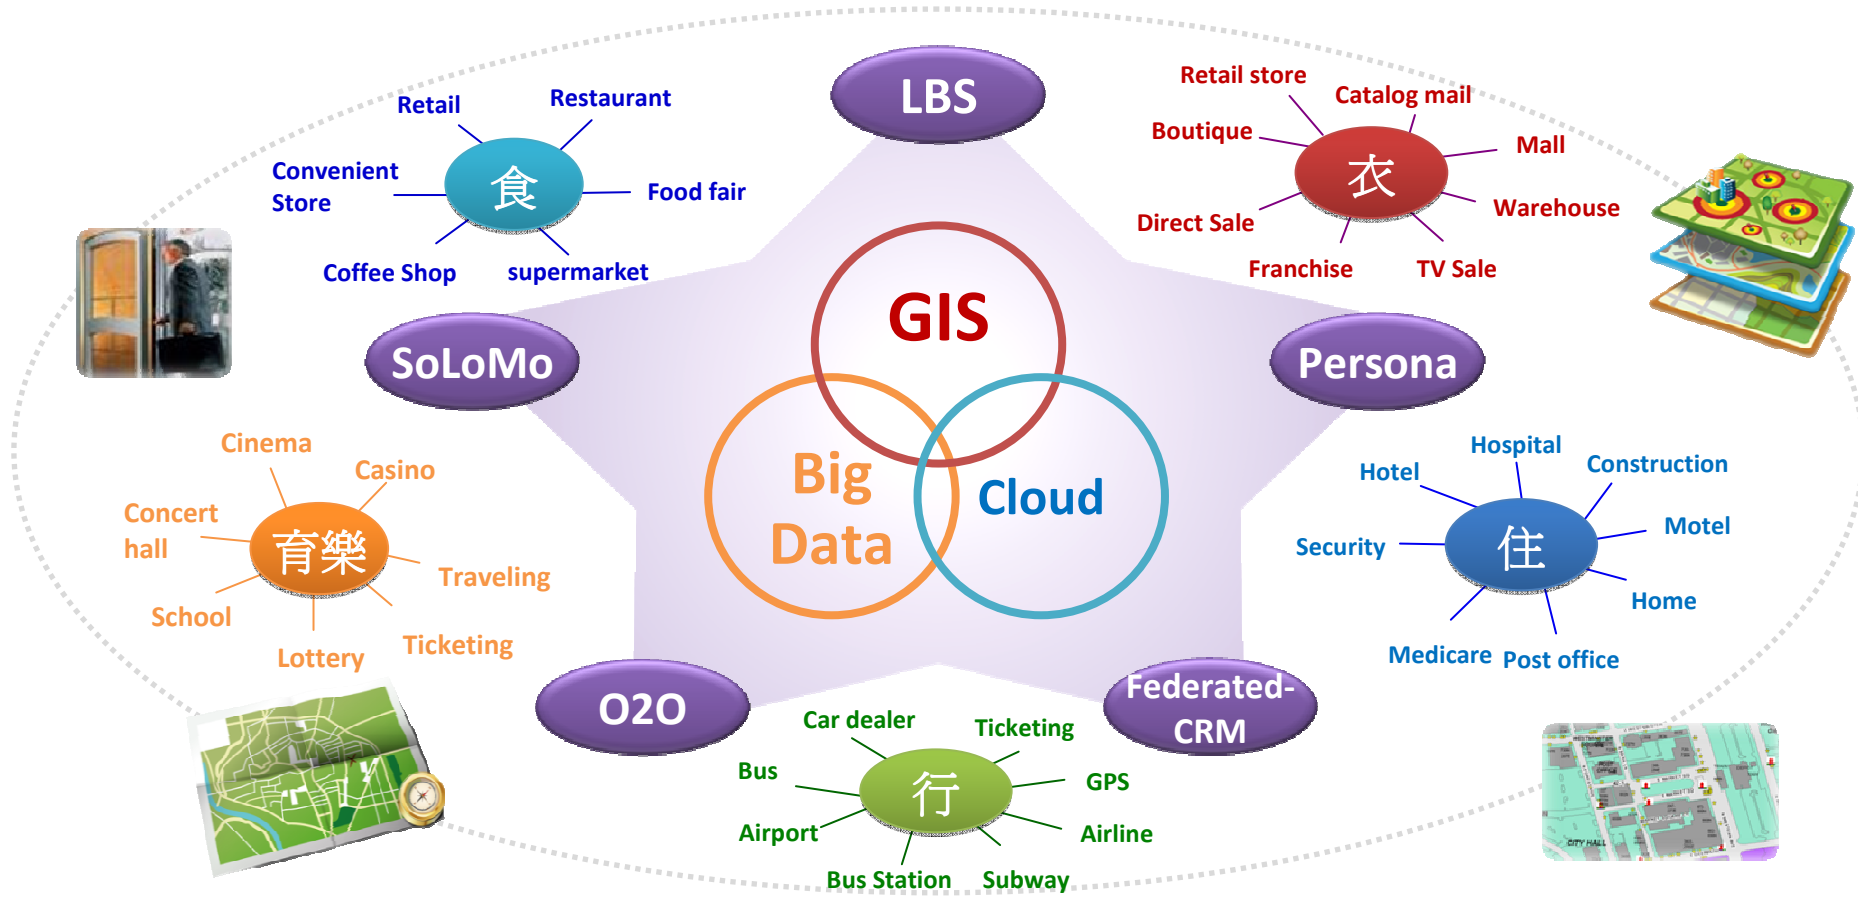 LBS
Retail
Restaurant
Convenient
Store
食
Food fair
Coffee Shop
supermarket
Retail store
Catalog mail
Boutique
衣
Mall
Direct Sale
Warehouse
Franchise
TV Sale
SoLoMo
GIS
Persona
Big
Data
Cloud
Cinema
Casino
Concert
hall
育樂
Traveling
School
Lottery
Ticketing
Hospital
Hotel
Construction
Security
住
Motel
Home
Medicare
Post office
O2O
Federated-
CRM
Car dealer
Ticketing
Bus
行
GPS
Airport
Airline
Bus Station
Subway
CITY HALL